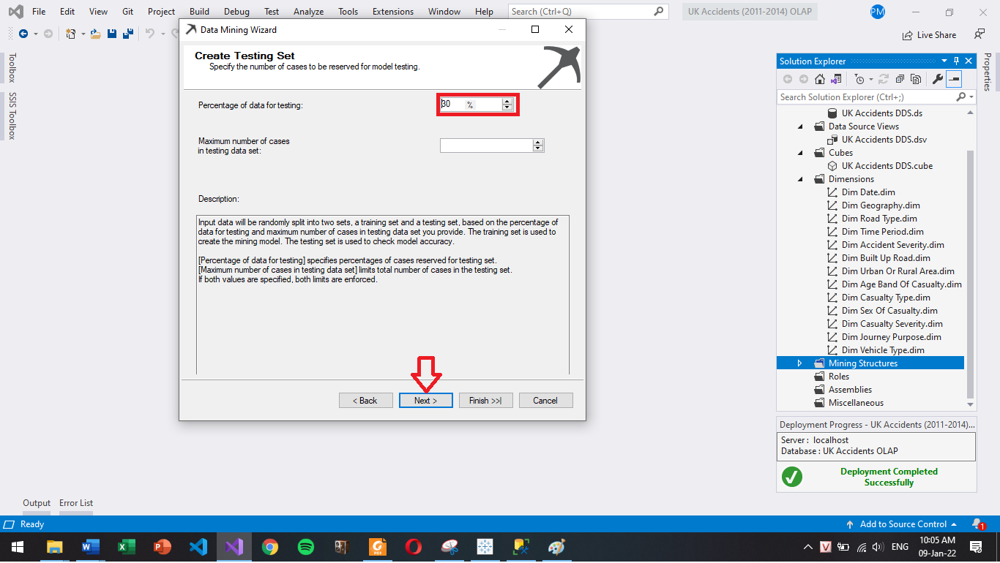 File Edit View Git Project Build Debug Test Analyze Tools Extensions Window Help Search (Ctrl+Q) UK Accidents (2011-2014) OLAP PM
Live Share
Toolbox
SSIS Toolbox
Data Mining Wizard
Create Testing Set
Specify the number of cases to be reserved for model testing.
Percentage of data for testing: 30 %
Maximum number of cases
in testing data set:
Description:
Input data will be randomly split into two sets, a training set and a testing set, based on the percentage of
data for testing and maximum number of cases in testing data set you provide. The training set is used to
create the mining model. The testing set is used to check model accuracy.
[Percentage of data for testing] specifies percentages of cases reserved for testing set.
[Maximum number of cases in testing data set] limits total number of cases in the testing set.
If both values are specified, both limits are enforced.
< Back Next > Finish >>| Cancel
Solution Explorer
Search Solution Explorer (Ctrl+;)
UK Accidents DDS.ds
Data Source Views
UK Accidents DDS.dsv
Cubes
UK Accidents DDS.cube
Dimensions
Dim Date.dim
Dim Geography.dim
Dim Road Type.dim
Dim Time Period.dim
Dim Accident Severity.dim
Dim Built Up Road.dim
Dim Urban Or Rural Area.dim
Dim Age Band Of Casualty.dim
Dim Casualty Type.dim
Dim Sex Of Casualty.dim
Dim Casualty Severity.dim
Dim Journey Purpose.dim
Dim Vehicle Type.dim
Mining Structures
Roles
Assemblies
Miscellaneous
Properties
Deployment Progress - UK Accidents (2011-2014)...
Server : localhost
Database : UK Accidents OLAP
Deployment Completed
Successfully
Output Error List
Ready
Add to Source Control
1
ENG
10:05 AM
09-Jan-22